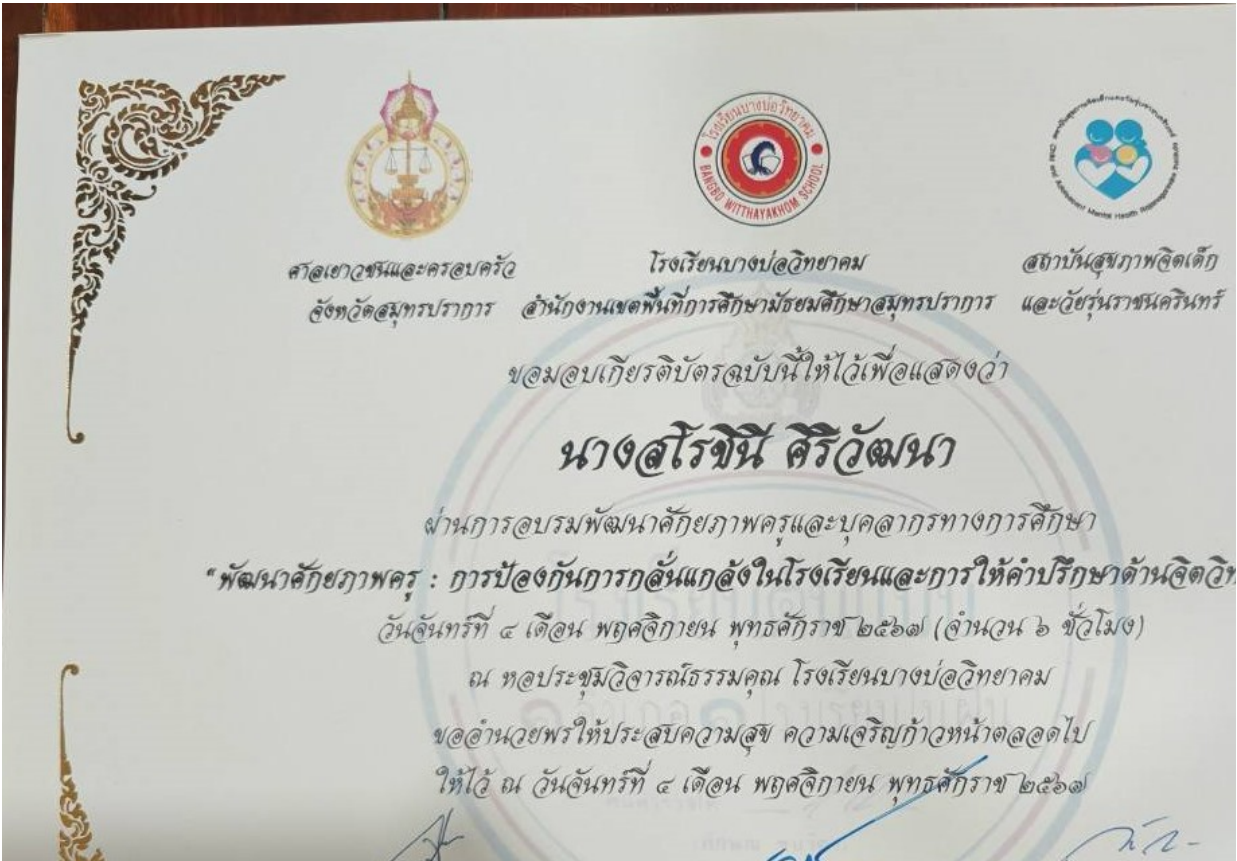 โรงเรียนบางบ่อวิทยาคม
BANGBO WITTHAYAKHOM SCHOOL
ศาลเยาวชนและครอบครัว
จังหวัดสมุทรปราการ
โรงเรียนบางบ่อวิทยาคม
สำนักงานเขตพื้นที่การศึกษามัธยมศึกษาสมุทรปราการ
สถาบันสุขภาพจิตเด็ก
และวัยรุ่นราชนครินทร์
ขอมอบเกียรติบัตรฉบับนี้ให้ไว้เพื่อแสดงว่า
นางสโรชินี ศิริวัฒนา
ผ่านการอบรมพัฒนาศักยภาพครูและบุคลากรทางการศึกษา
"พัฒนาศักยภาพครู : การป้องกันการกลั่นแกล้งในโรงเรียนและการให้คำปรึกษาด้านจิตวิท
วันจันทร์ที่ ๔ เดือน พฤศจิกายน พุทธศักราช ๒๕๖๗ (จำนวน ๖ ชั่วโมง)
ณ หอประชุมวิจารณ์ธรรมคุณ โรงเรียนบางบ่อวิทยาคม
ขออำนวยพรให้ประสบความสุข ความเจริญก้าวหน้าตลอดไป
ให้ไว้ ณ วันจันทร์ที่ ๔ เดือน พฤศจิกายน พุทธศักราช ๒๕๖๗